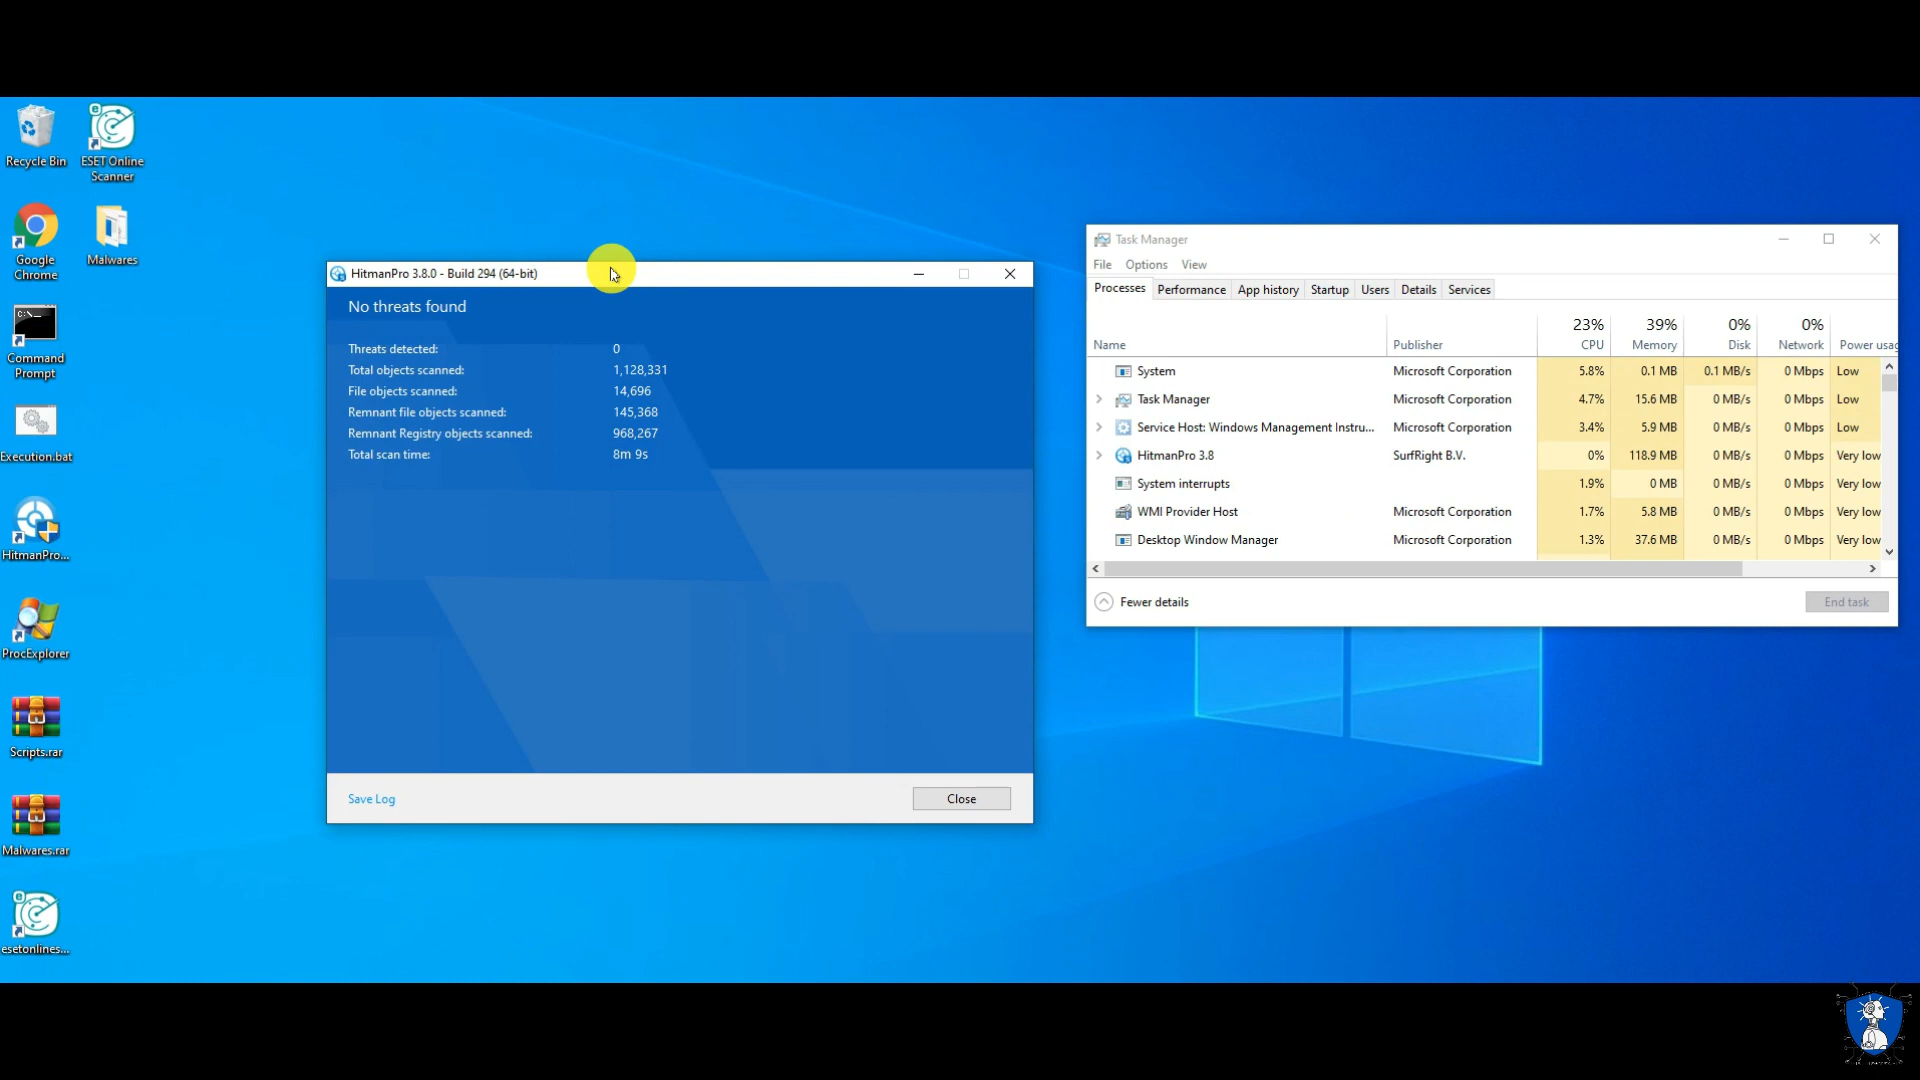 Recycle Bin
ESET Online
Scanner
Google
Chrome
Malwares
Command
Prompt
Execution.bat
HitmanPro...
ProcExplorer
Scripts.rar
Malwares.rar
esetonlines...
HitmanPro 3.8.0 - Build 294 (64-bit)
No threats found
Threats detected: 0
Total objects scanned: 1,128,331
File objects scanned: 14,696
Remnant file objects scanned: 145,368
Remnant Registry objects scanned: 968,267
Total scan time: 8m 9s
Save Log
Close
Task Manager
File Options View
Processes Performance App history Startup Users Details Services
23% 39% 0% 0%
Name Publisher CPU Memory Disk Network Power usag
System Microsoft Corporation 5.8% 0.1 MB 0.1 MB/s 0 Mbps Low
Task Manager Microsoft Corporation 4.7% 15.6 MB 0 MB/s 0 Mbps Low
Service Host: Windows Management Instru... Microsoft Corporation 3.4% 5.9 MB 0 MB/s 0 Mbps Low
HitmanPro 3.8 SurfRight B.V. 0% 118.9 MB 0 MB/s 0 Mbps Very low
System interrupts 1.9% 0 MB 0 MB/s 0 Mbps Very low
WMI Provider Host Microsoft Corporation 1.7% 5.8 MB 0 MB/s 0 Mbps Very low
Desktop Window Manager Microsoft Corporation 1.3% 37.6 MB 0 MB/s 0 Mbps Very low
Fewer details
End task